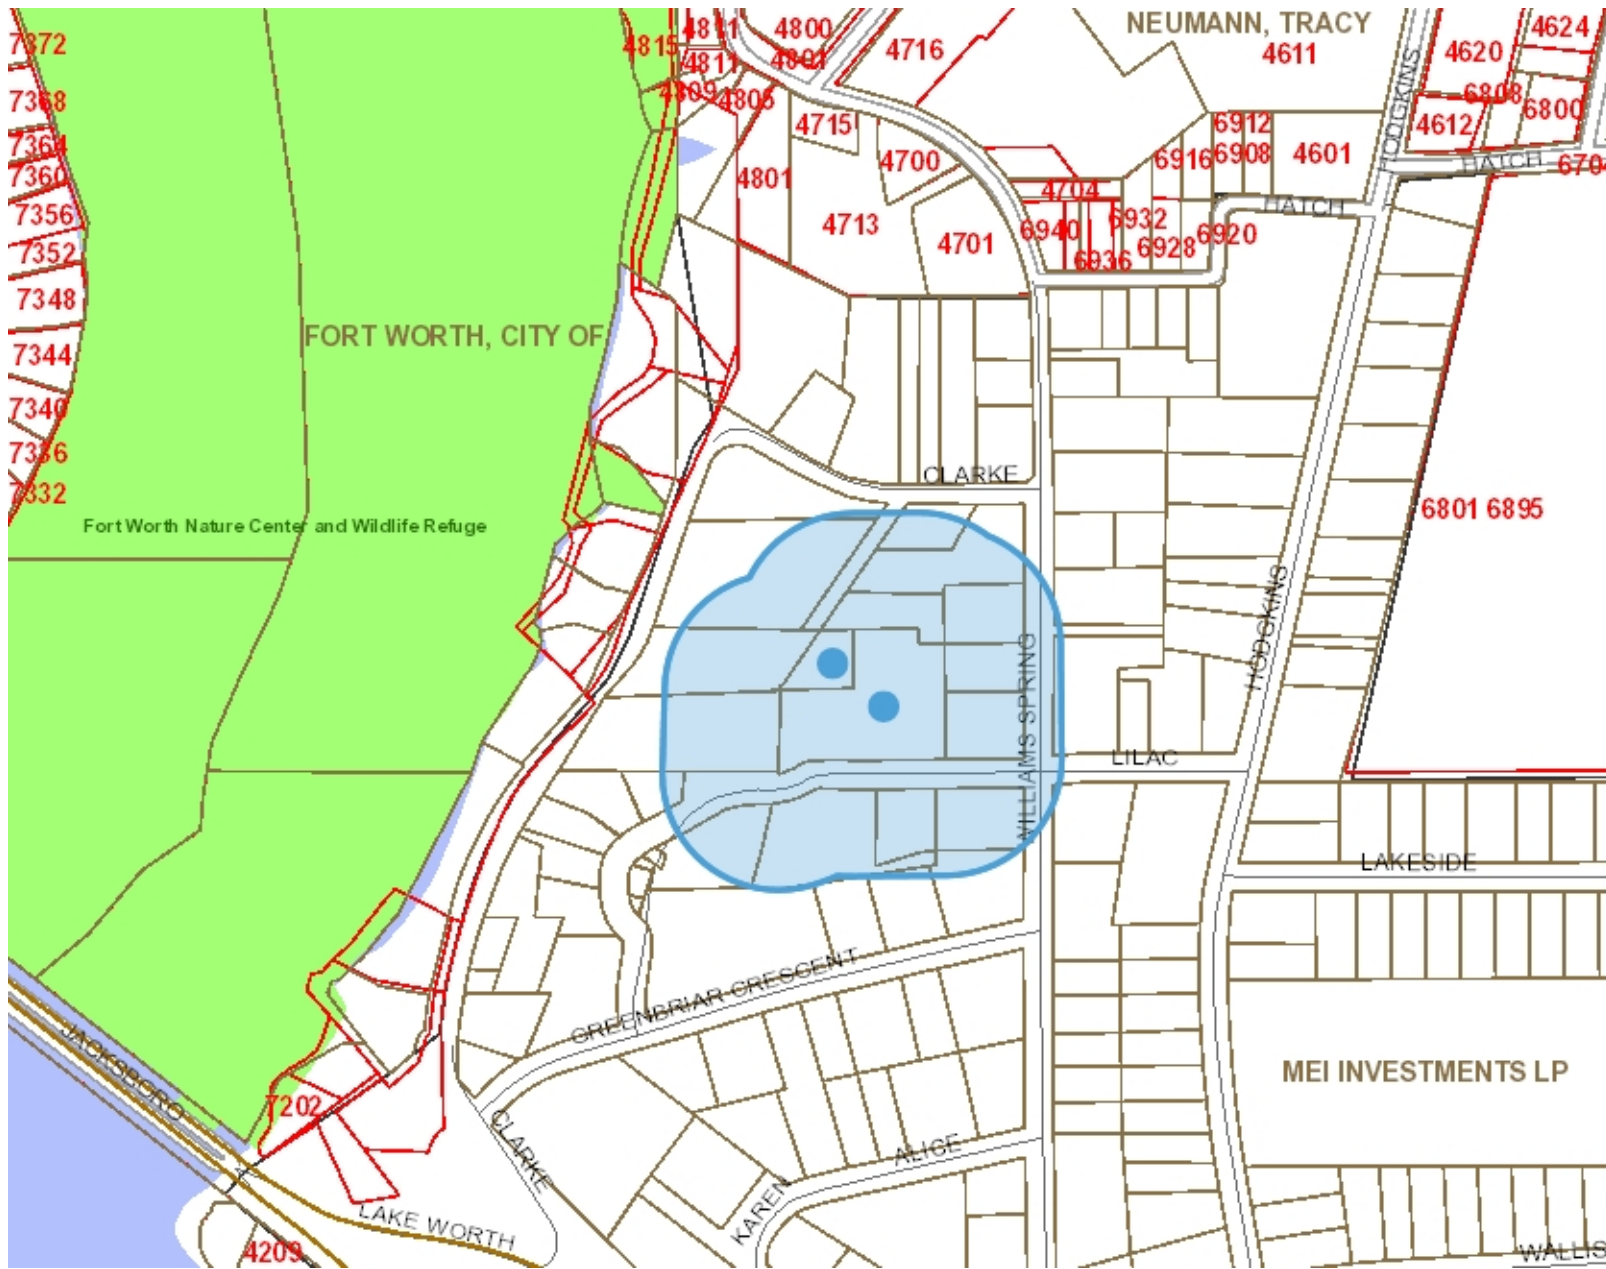 NEUMANN, TRACY
4611
4811
4800
4624
7372
4815
4716
4620
4801
4811
4809
4805
6808
6800
7368
4715
6912
4612
HODGKINS
7364
4700
6916
6908
4601
HATCH
7360
4801
4704
7356
4713
6940
6932
6920
HATCH
7352
4701
6928
6936
7348
FORT WORTH, CITY OF
7344
7340
7336
CLARKE
7332
6801 6895
Fort Worth Nature Center and Wildlife Refuge
HODGKINS
WILLIAMS SPRING
LILAC
LAKESIDE
GREENBRIAR CRESCENT
JACKSBORO
MEI INVESTMENTS LP
7202
CLARKE
ALICE
KAREN
LAKE WORTH
4209